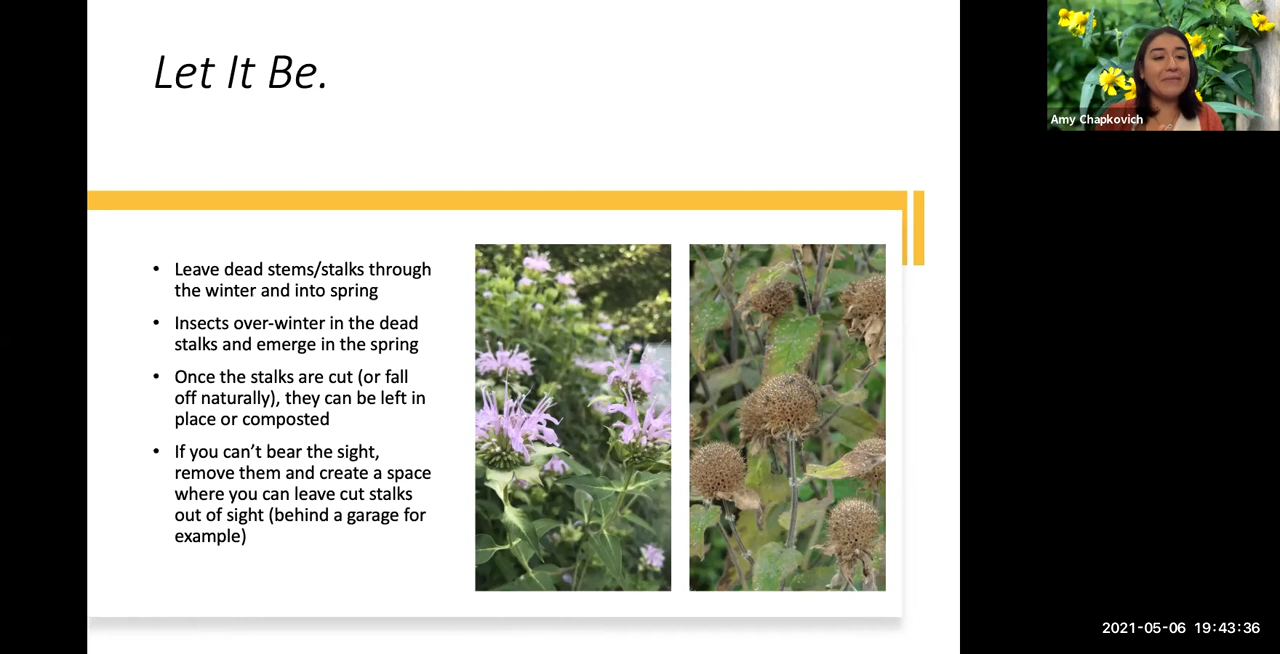 Let It Be.
• Leave dead stems/stalks through
the winter and into spring
• Insects over-winter in the dead
stalks and emerge in the spring
• Once the stalks are cut (or fall
off naturally), they can be left in
place or composted
• If you can’t bear the sight,
remove them and create a space
where you can leave cut stalks
out of sight (behind a garage for
example)
Amy Chapkovich
2021-05-06 19:43:36